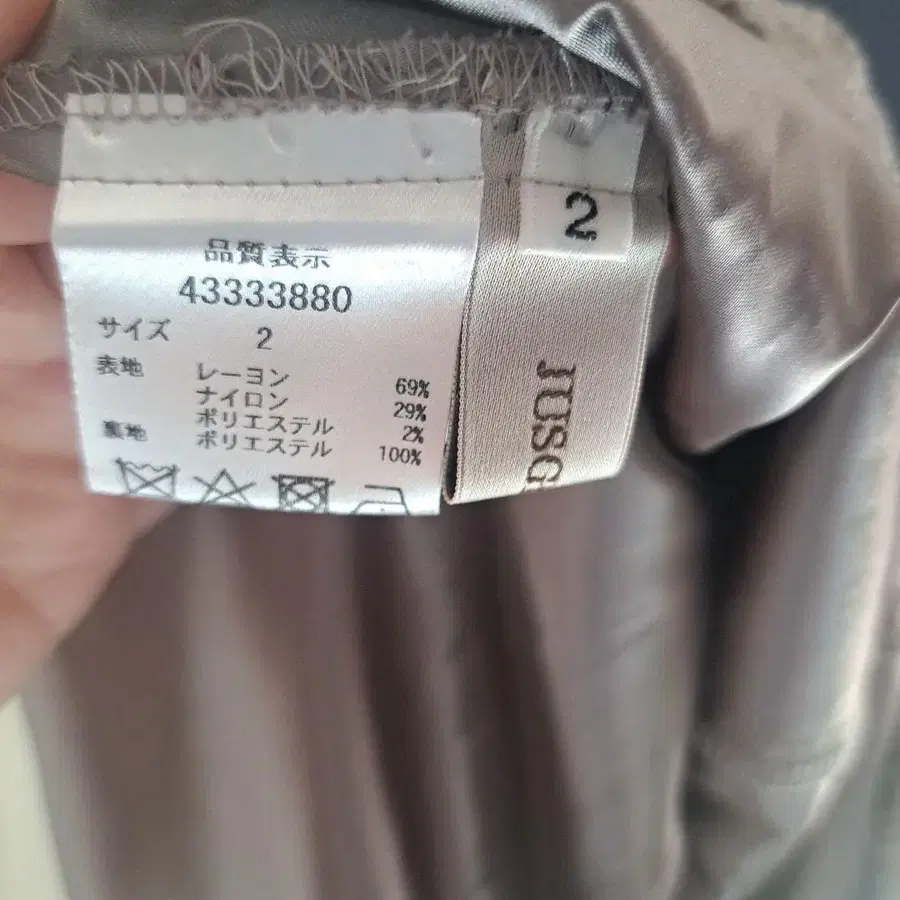 品質表示
43333880
サイズ 2
表地 レーヨン 69%
ナイロン 29%
ポリエステル 2%
裏地 ポリエステル 100%
2
JUSG